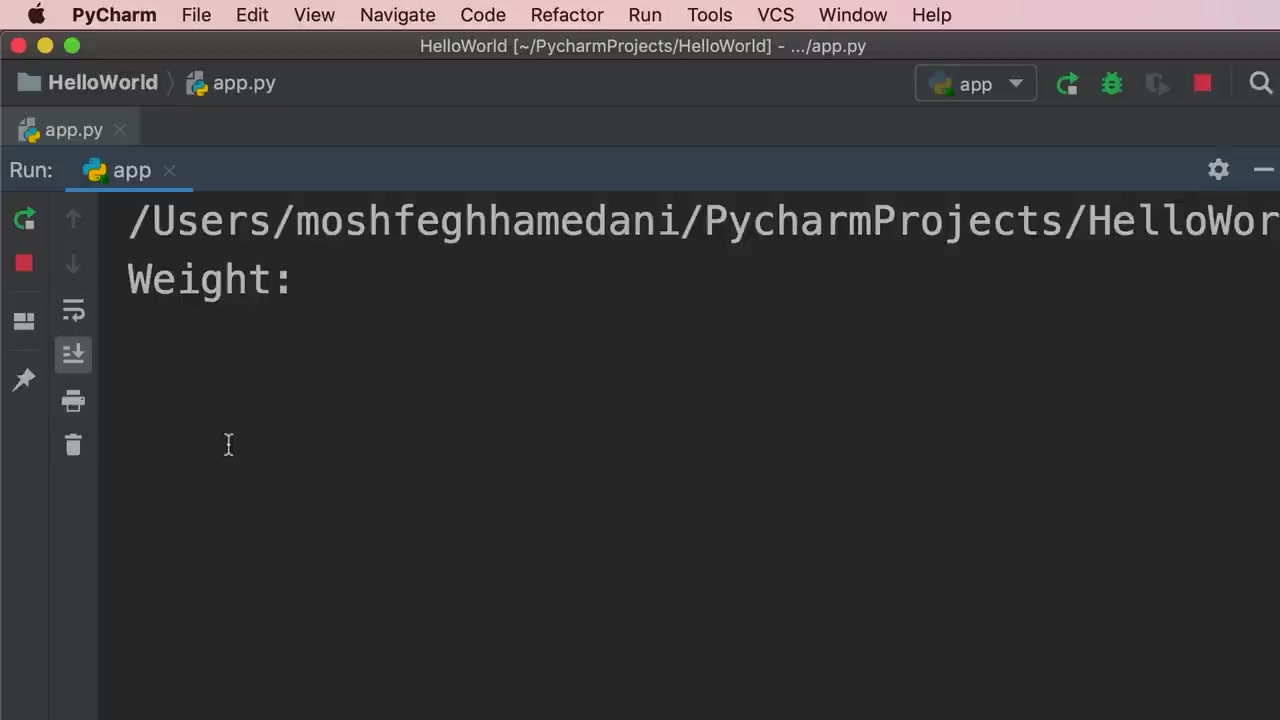 PyCharm File Edit View Navigate Code Refactor Run Tools VCS Window Help
HelloWorld [~/PycharmProjects/HelloWorld] - .../app.py
HelloWorld app.py app
app.py
Run: app
/Users/moshfeghhamedani/PycharmProjects/HelloWor
Weight: